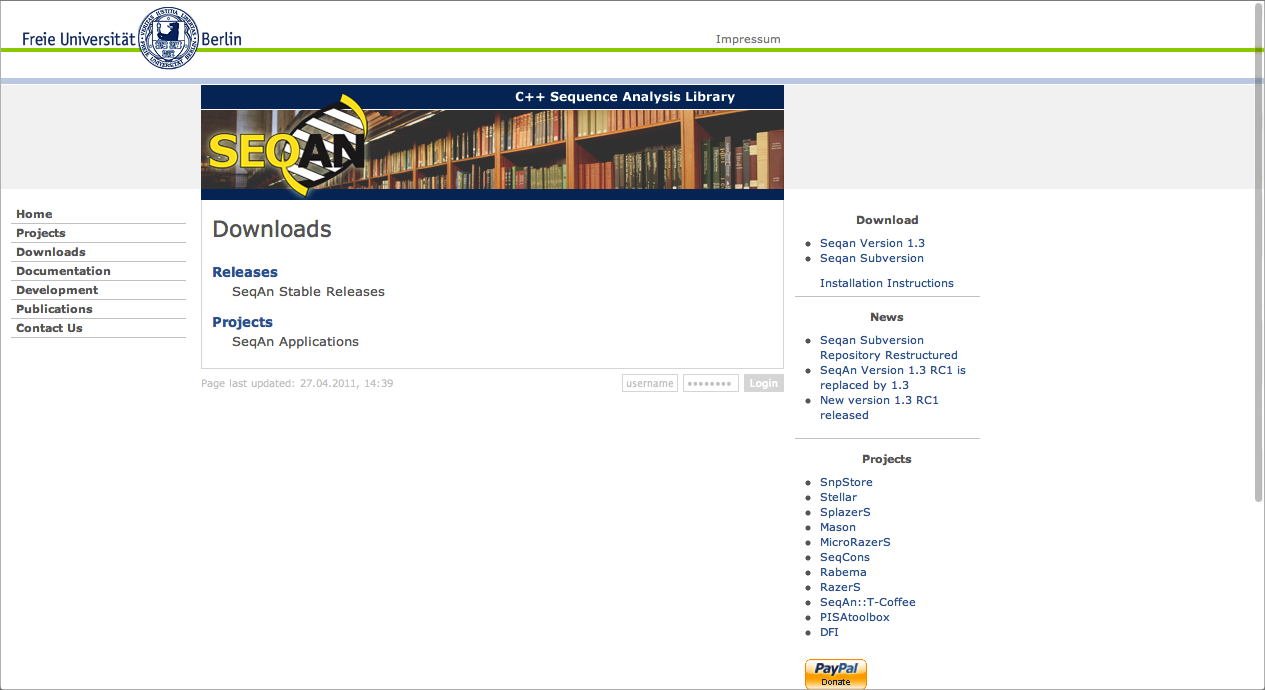 Freie Universität Berlin
Impressum
C++ Sequence Analysis Library
SEQAN
Home
Projects
Downloads
Documentation
Development
Publications
Contact Us
Downloads
Releases
SeqAn Stable Releases
Projects
SeqAn Applications
Page last updated: 27.04.2011, 14:39
username
••••••••
Login
Download
Seqan Version 1.3
Seqan Subversion
Installation Instructions
News
Seqan Subversion
Repository Restructured
SeqAn Version 1.3 RC1 is
replaced by 1.3
New version 1.3 RC1
released
Projects
SnpStore
Stellar
SplazerS
Mason
MicroRazerS
SeqCons
Rabema
RazerS
SeqAn::T-Coffee
PISAtoolbox
DFI
PayPal
Donate